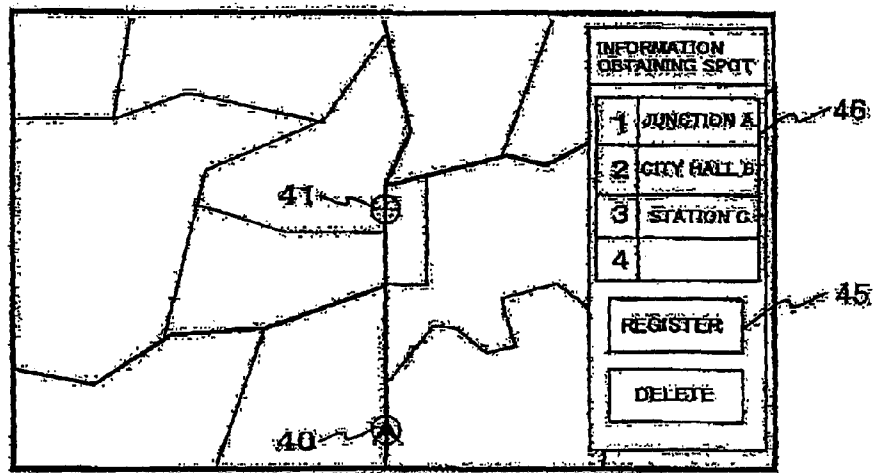 INFORMATION
OBTAINING SPOT
1 JUNCTION A
46
2 CITY HALL B
41
3 STATION C
4
45
REGISTER
DELETE
40